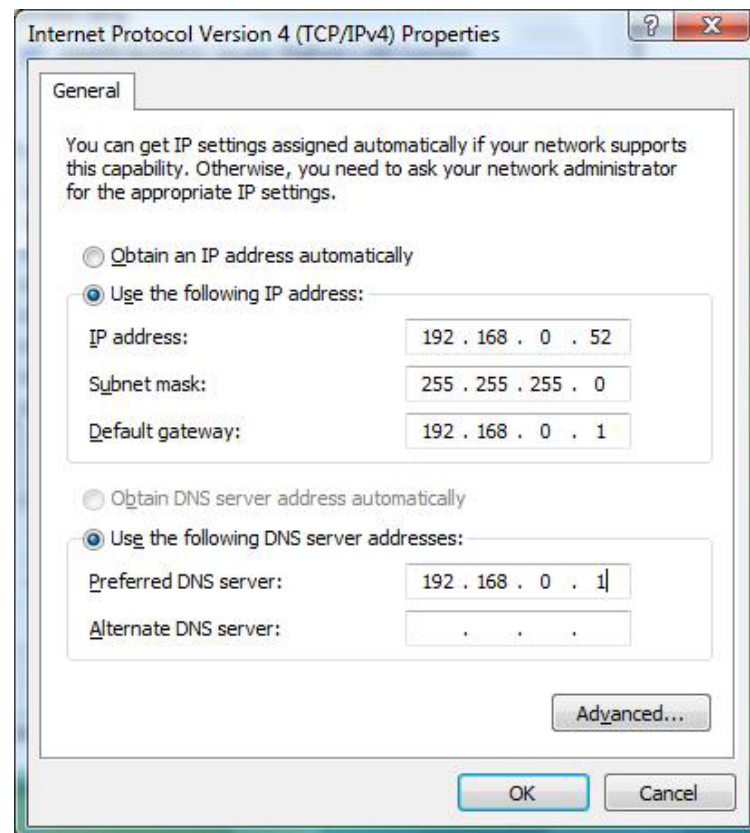 Internet Protocol Version 4 (TCP/IPv4) Properties
General
You can get IP settings assigned automatically if your network supports
this capability. Otherwise, you need to ask your network administrator
for the appropriate IP settings.
Obtain an IP address automatically
Use the following IP address:
IP address: 192 . 168 . 0 . 52
Subnet mask: 255 . 255 . 255 . 0
Default gateway: 192 . 168 . 0 . 1
Obtain DNS server address automatically
Use the following DNS server addresses:
Preferred DNS server: 192 . 168 . 0 . 1
Alternate DNS server: . . .
Advanced...
OK Cancel